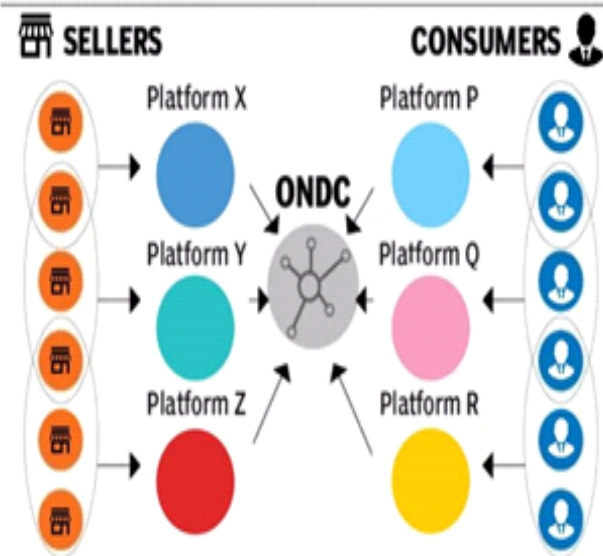 SELLERS
CONSUMERS
Platform X
Platform P
ONDC
Platform Y
Platform Q
Platform Z
Platform R